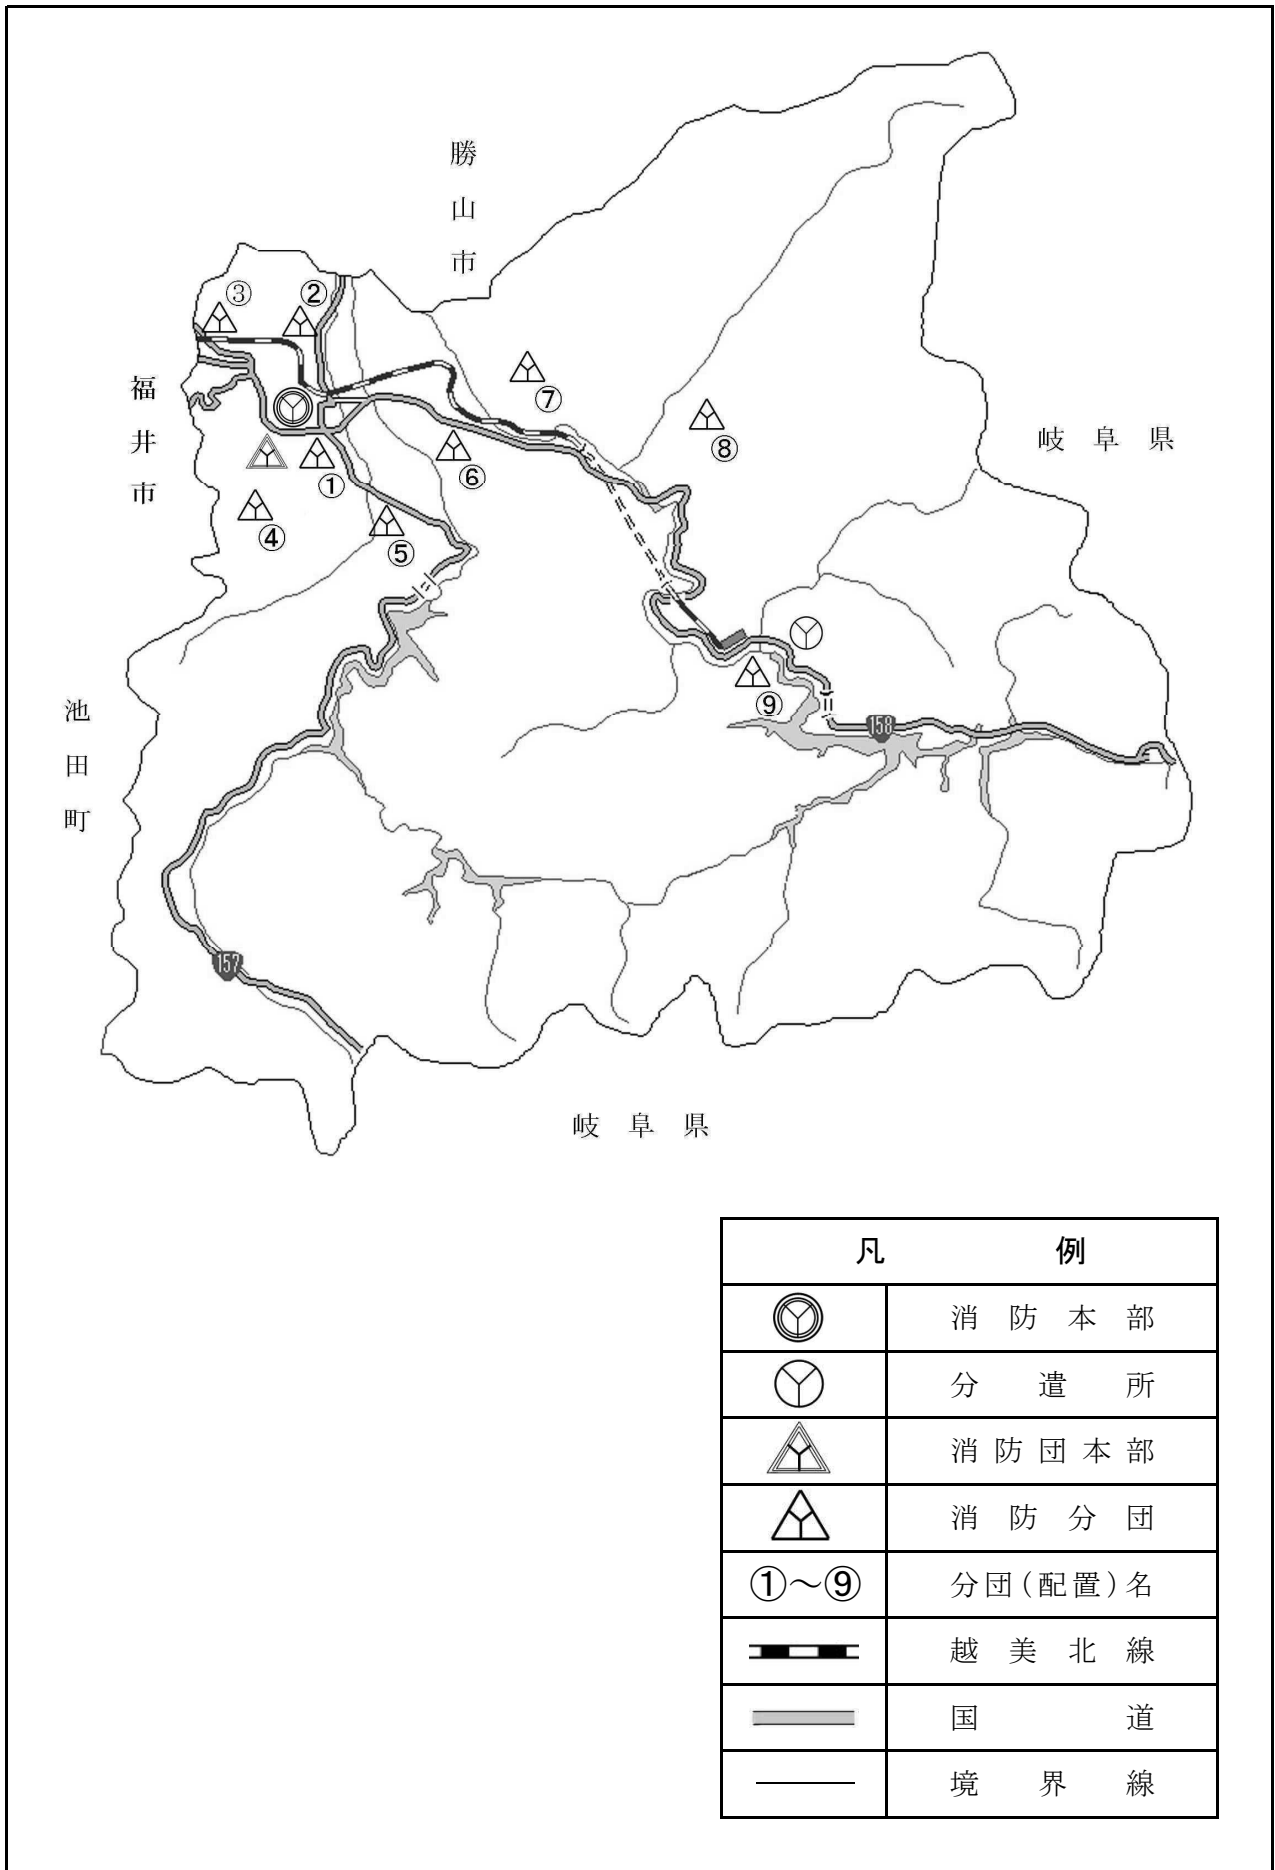 勝山市
③
②
福井市
⑦
⑧
岐阜県
①
⑥
④
⑤
⑨
池田町
158
157
岐阜県
凡例
消防本部
分遣所
消防団本部
消防分団
①～⑨ 分団(配置)名
越美北線
国道
境界線